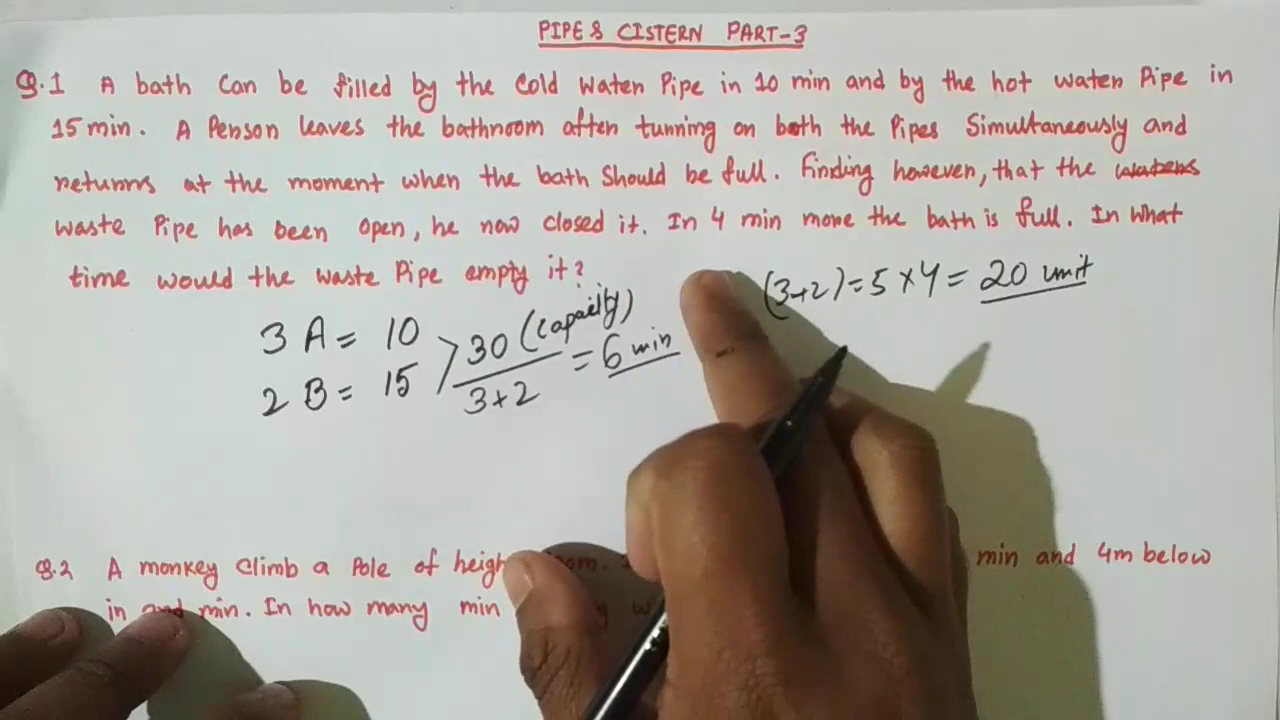 PIPE & CISTERN PART-3
Q.1 A bath Can be filled by the Cold Water Pipe in 10 min and by the hot water Pipe in
15 min. A Person leaves the bathroom after turning on both the Pipes Simultaneously and
returns at the moment when the bath Should be full. Finding however, that the waters
waste Pipe has been open, he now closed it. In 4 min more the bath is full. In What
time would the waste Pipe empty it?
(3+2) = 5 x 4 = 20 unit
3 A = 10
2 B = 15
30 (Capacity)
3+2
= 6 min
Q.2 A monkey Climb a Pole of min and 4m below
in min. In how many min